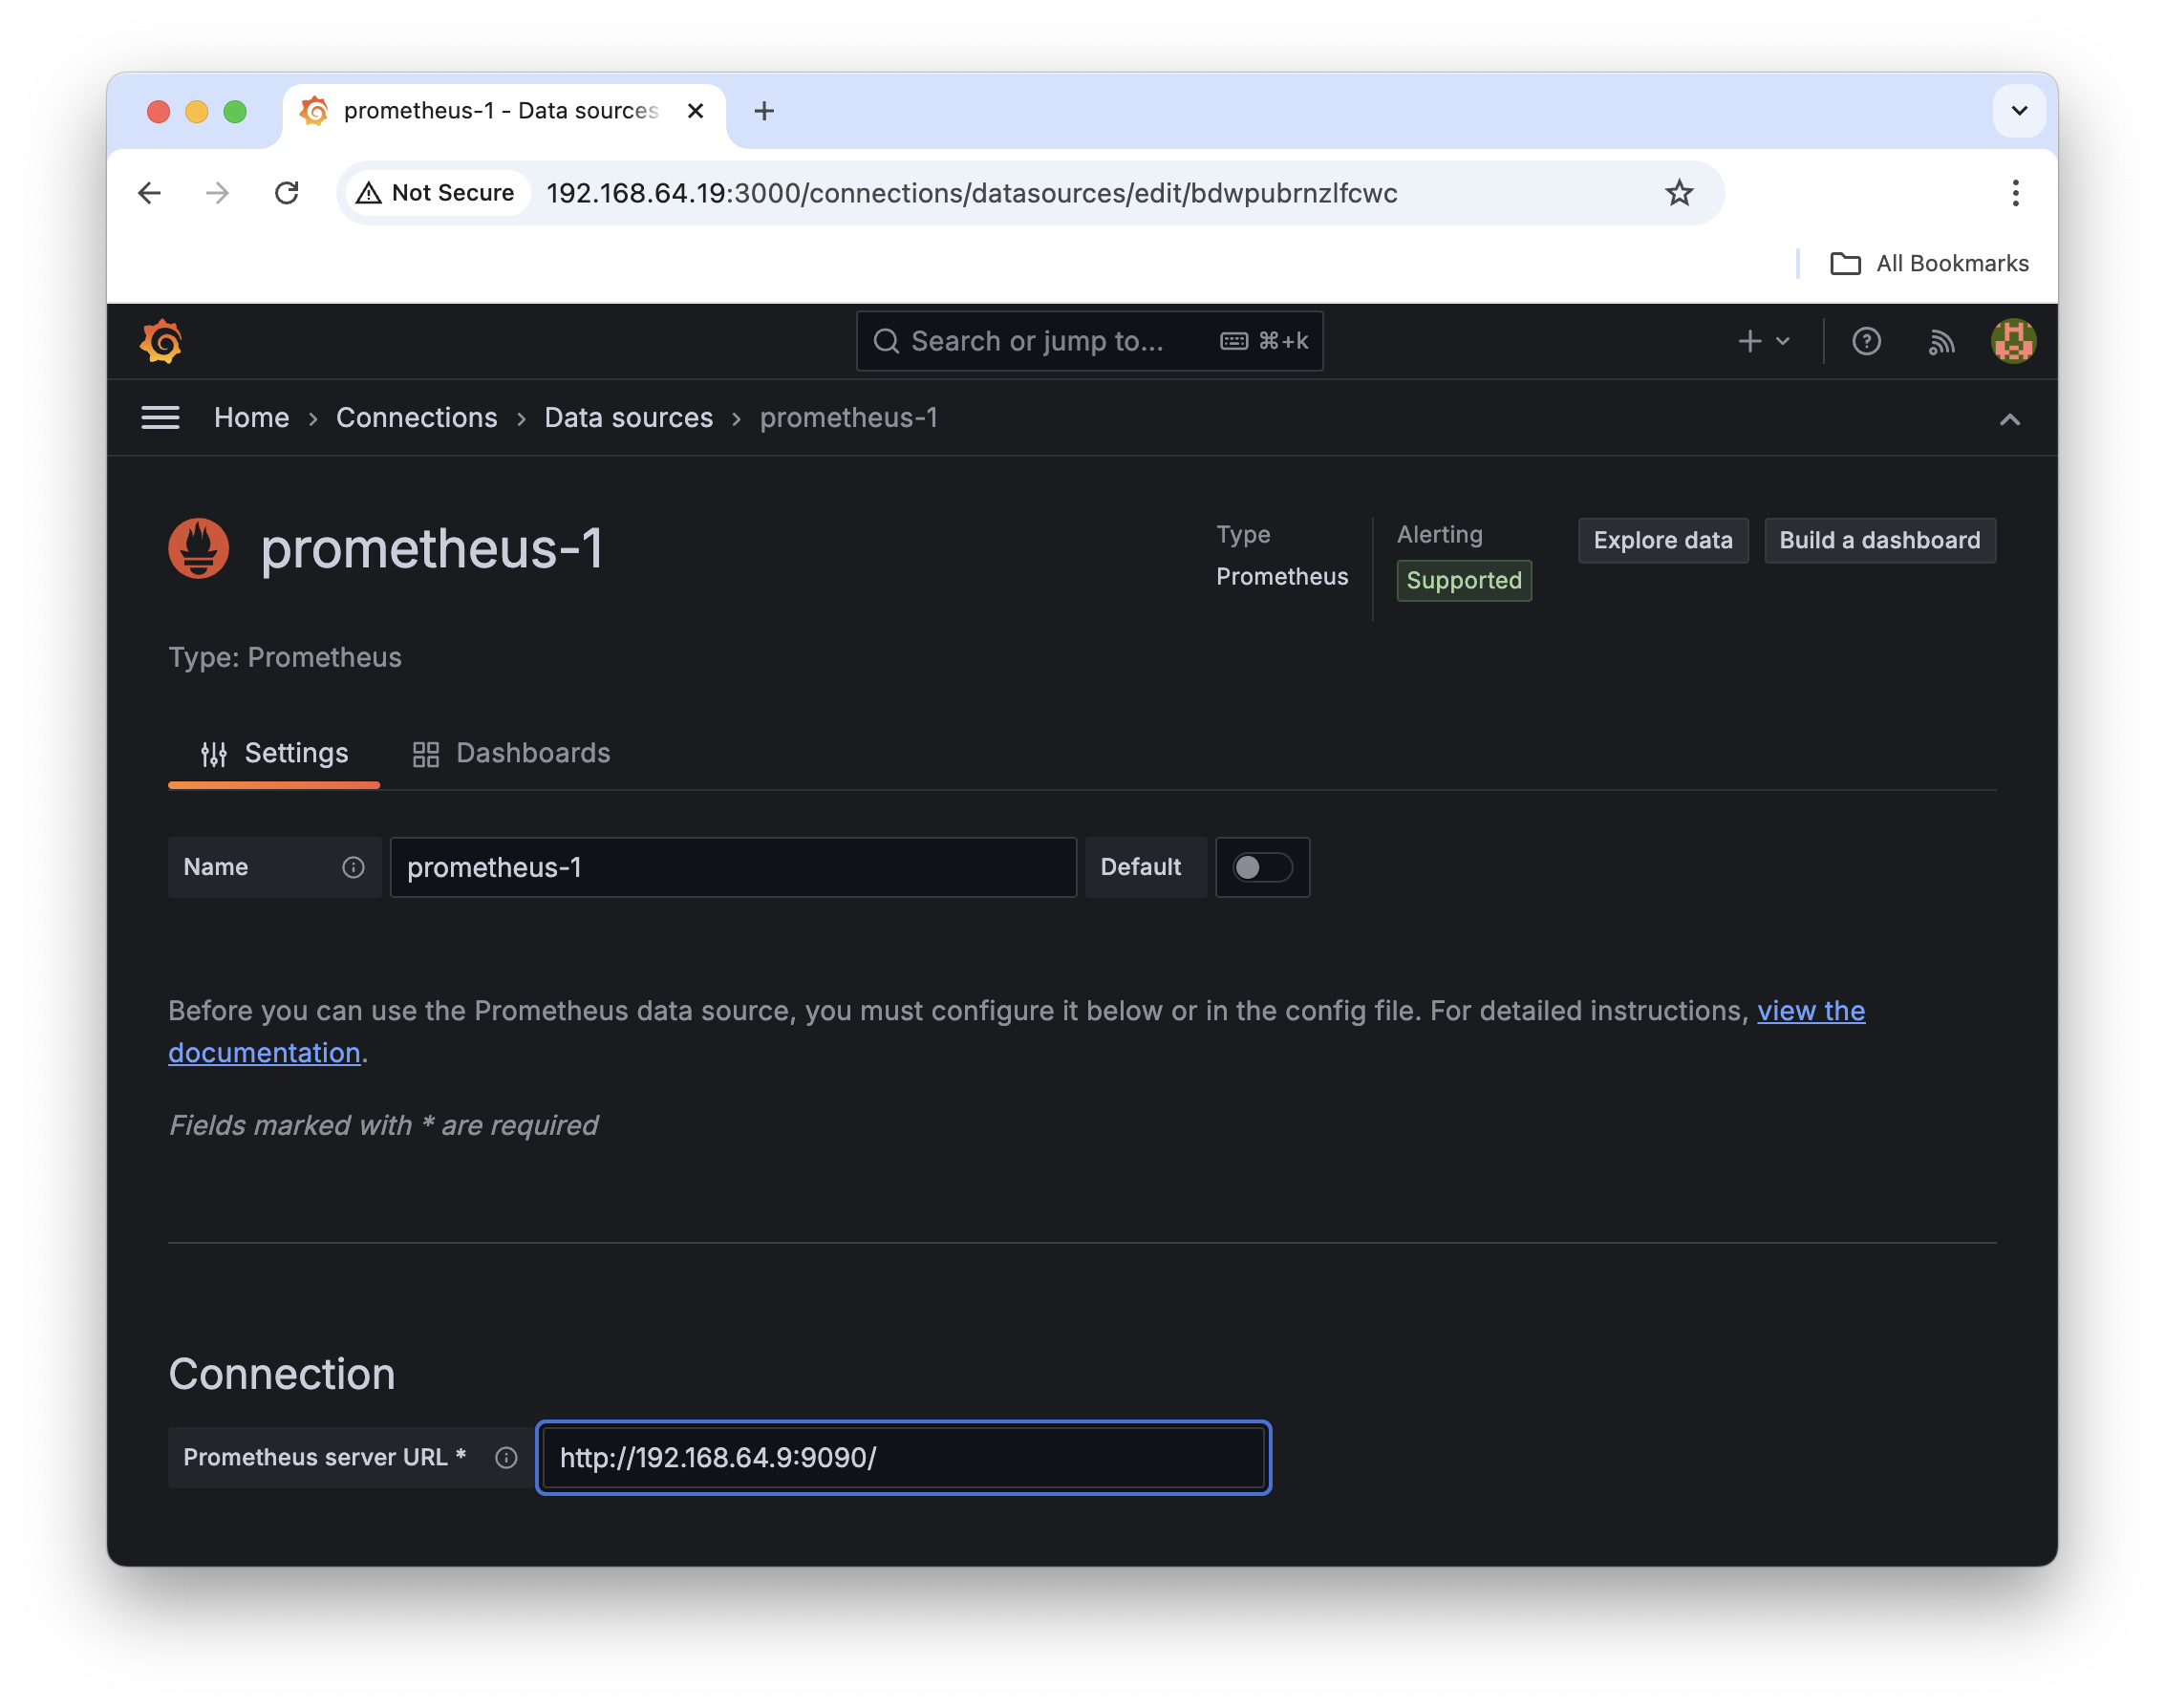 prometheus-1 - Data sources
Not Secure 192.168.64.19:3000/connections/datasources/edit/bdwpubrnzlfcwc
All Bookmarks
Search or jump to... ⌘+k
Home › Connections › Data sources › prometheus-1
prometheus-1
Type
Prometheus
Alerting
Supported
Explore data
Build a dashboard
Type: Prometheus
Settings Dashboards
Name prometheus-1 Default
Before you can use the Prometheus data source, you must configure it below or in the config file. For detailed instructions, view the
documentation.
Fields marked with * are required
Connection
Prometheus server URL * http://192.168.64.9:9090/